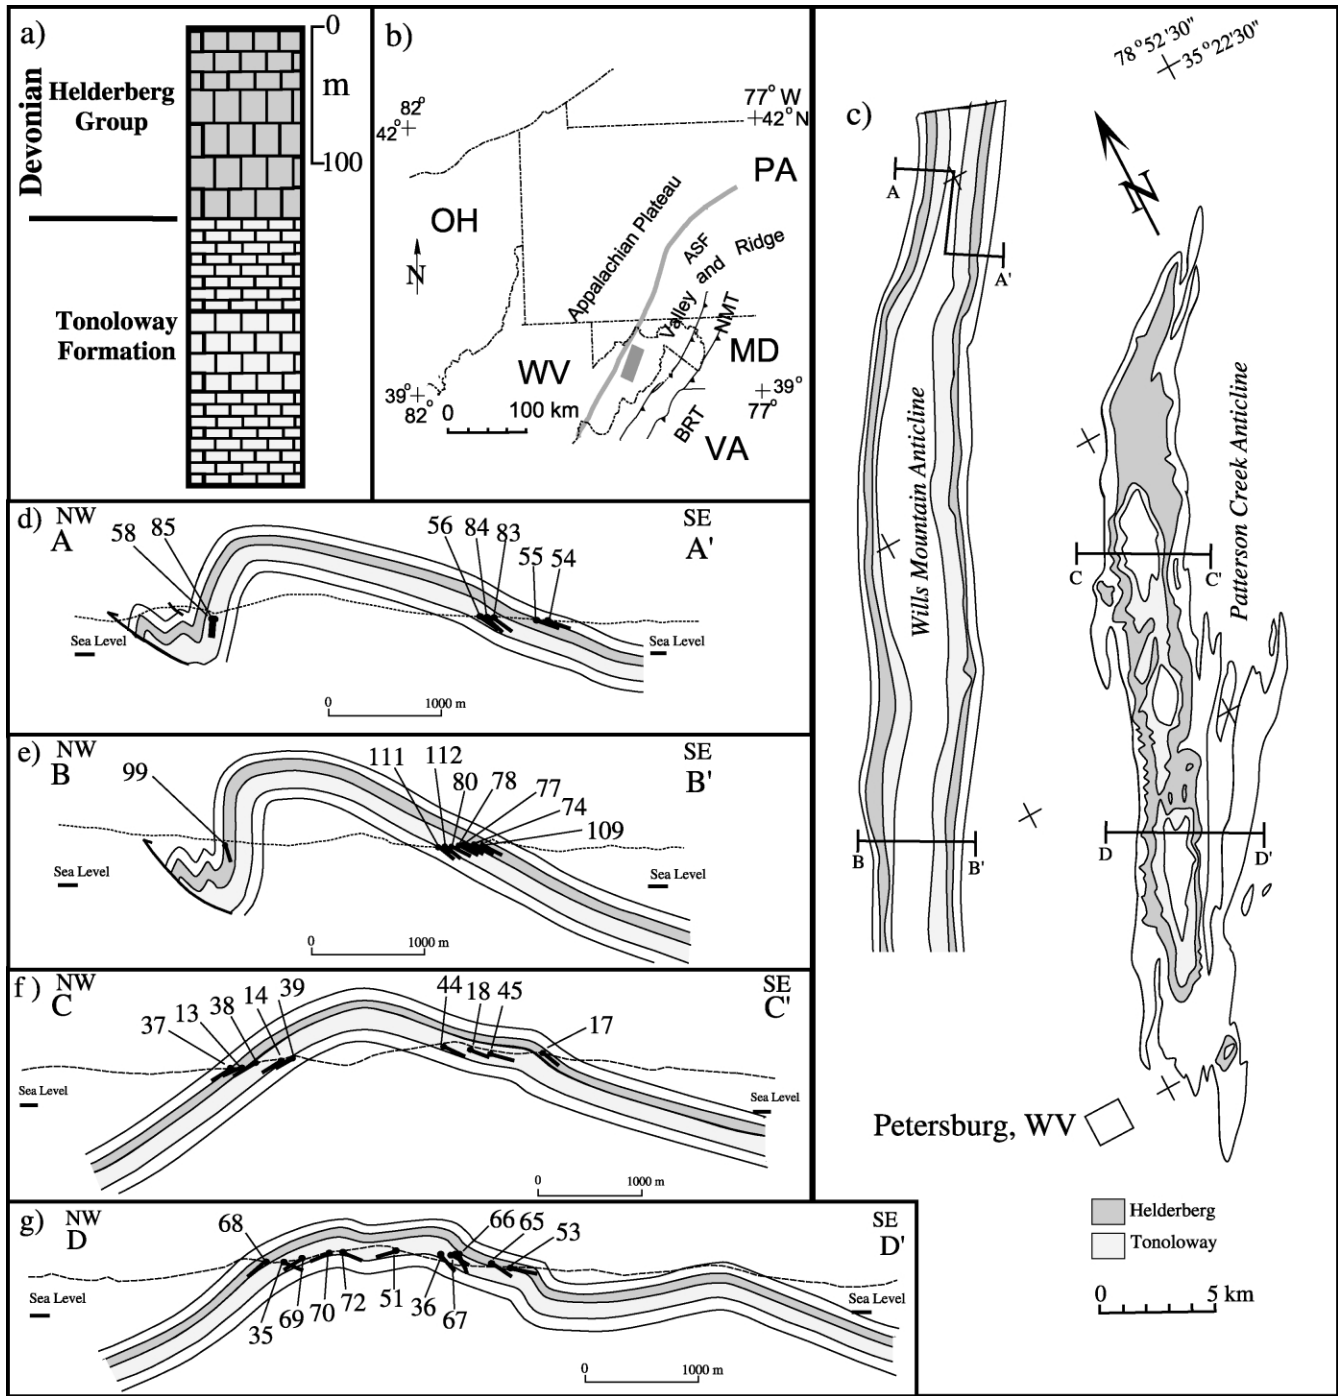 a)
Devonian
Helderberg
Group
Tonoloway
Formation
0
m
100
b)
82°
42°
77° W
42° N
PA
OH
N
Appalachian Plateau
ASF
Valley and Ridge
NMT
WV
MD
39°
82°
0
100 km
39°
77°
BRT
VA
c)
78°52'30"
35°22'30"
N
A
A'
Wills Mountain Anticline
Patterson Creek Anticline
C
C'
B
B'
D
D'
Petersburg, WV
Helderberg
Tonoloway
0
5 km
d)
NW
A
58
85
56
84
83
55
54
SE
A'
Sea Level
Sea Level
0
1000 m
e)
NW
B
99
111
112
80
78
77
74
109
SE
B'
Sea Level
Sea Level
0
1000 m
f)
NW
C
37
13
38
14
39
44
18
45
17
SE
C'
Sea Level
Sea Level
0
1000 m
g)
NW
D
68
35
69
70
72
51
36
67
66
65
53
SE
D'
Sea Level
Sea Level
0
1000 m